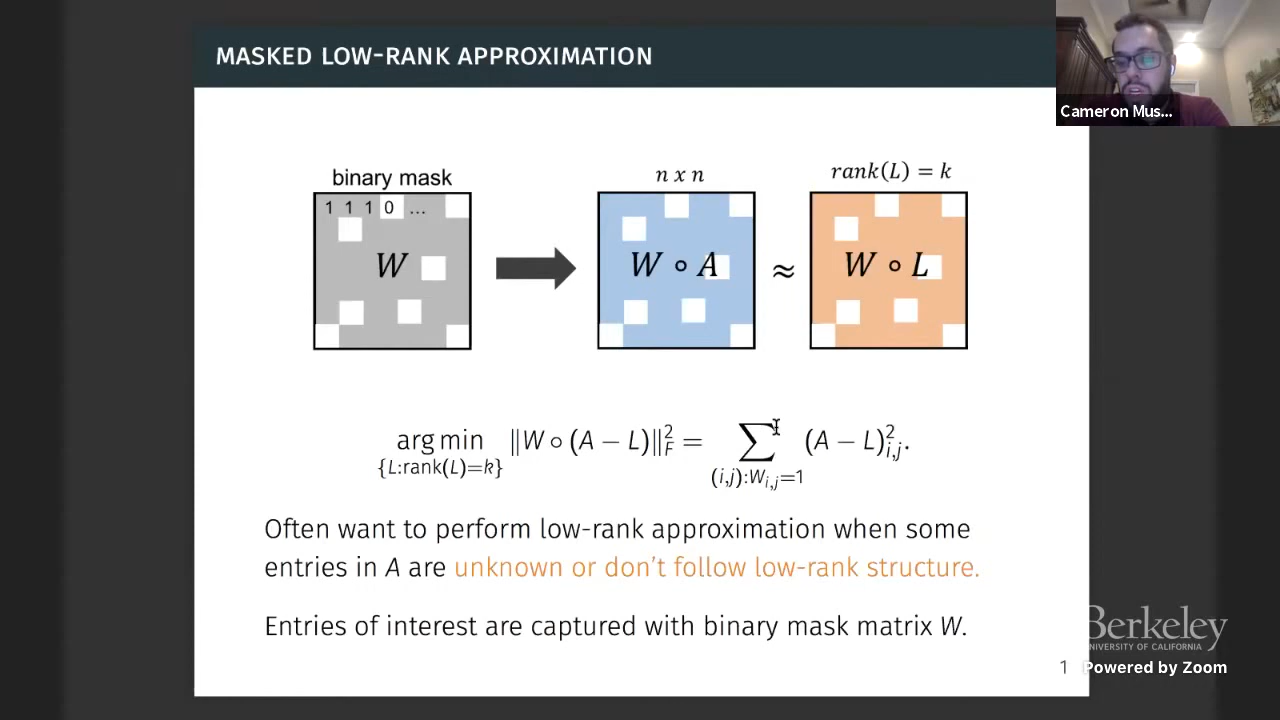 MASKED LOW-RANK APPROXIMATION
Cameron Mus...
binary mask
n x n
rank(L) = k
1 1 1 0 ...
W
W ∘ A
≈
W ∘ L
arg min ‖W ∘ (A − L)‖²_F = ∑ (A − L)²_{i,j}.
{L:rank(L)=k}
(i,j):W_{i,j}=1
Often want to perform low-rank approximation when some
entries in A are unknown or don't follow low-rank structure.
Entries of interest are captured with binary mask matrix W.
Berkeley
UNIVERSITY OF CALIFORNIA
1
Powered by Zoom